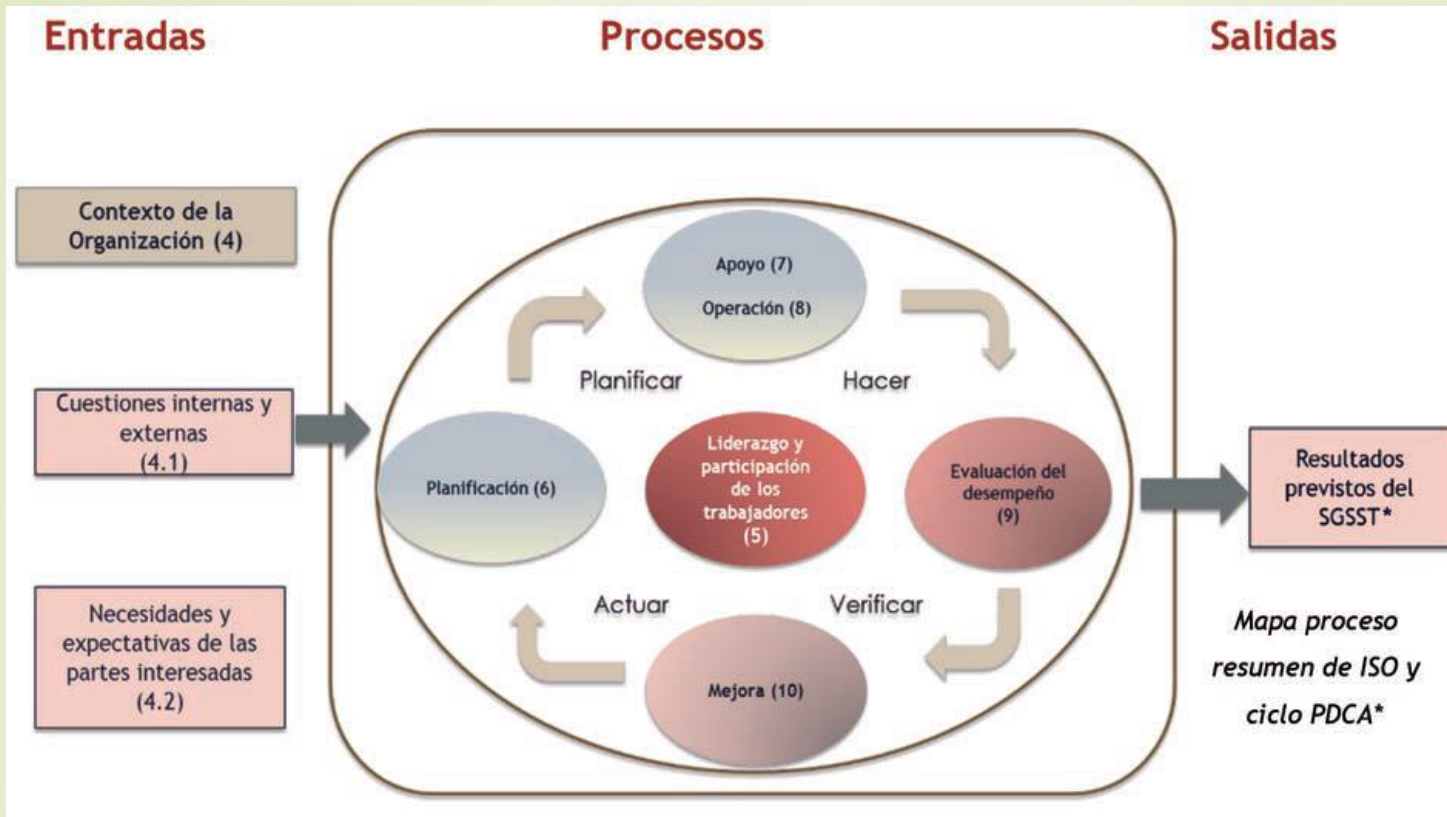 Entradas
Procesos
Salidas
Contexto de la
Organización (4)
Cuestiones internas y
externas
(4.1)
Necesidades y
expectativas de las
partes interesadas
(4.2)
Apoyo (7)
Operación (8)
Planificar
Hacer
Planificación (6)
Liderazgo y
participación
de los
trabajadores
(5)
Evaluación del
desempeño
(9)
Actuar
Verificar
Mejora (10)
Resultados
previstos del
SGSST*
Mapa proceso
resumen de ISO y
ciclo PDCA*